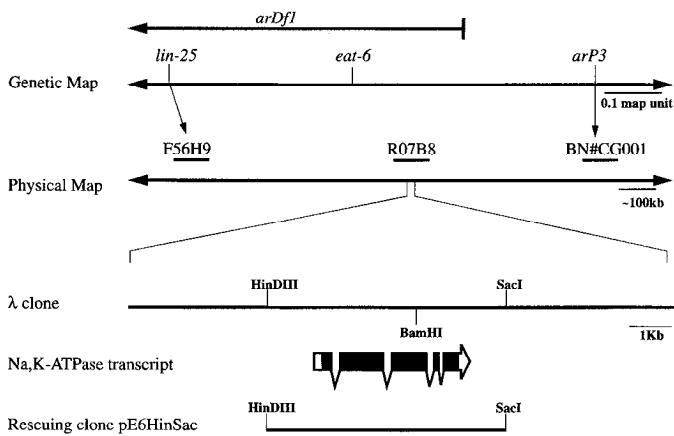 arDf1
lin-25 eat-6 arP3
Genetic Map
0.1 map unit
F56H9 R07B8 BN#CG001
Physical Map
~100kb
HinDIII SacI
λ clone
BamHI
1Kb
Na,K-ATPase transcript
HinDIII SacI
Rescuing clone pE6HinSac